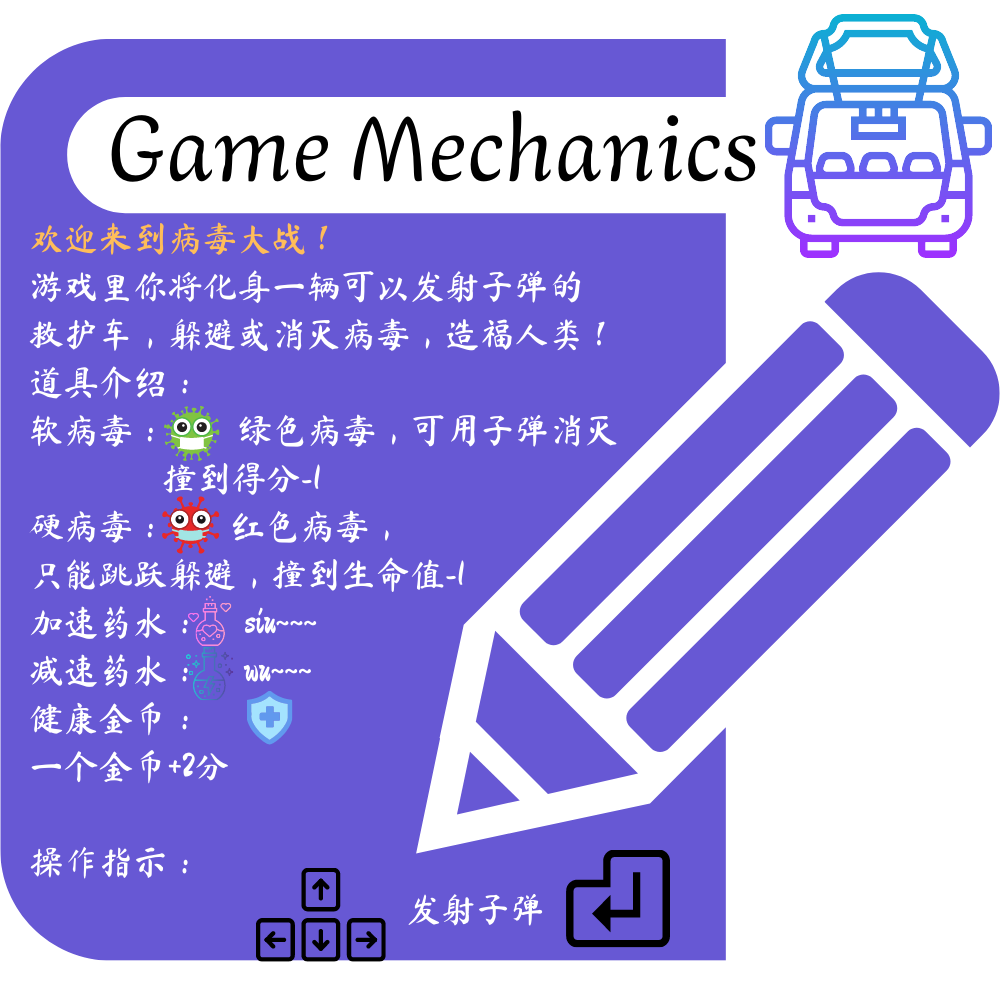 Game Mechanics
欢迎来到病毒大战！
游戏里你将化身一辆可以发射子弹的
救护车，躲避或消灭病毒，造福人类！
道具介绍：
软病毒： 绿色病毒，可用子弹消灭
撞到得分-1
硬病毒： 红色病毒，
只能跳跃躲避，撞到生命值-1
加速药水： siu~~~
减速药水： wu~~~
健康金币：
一个金币+2分
操作指示：
发射子弹